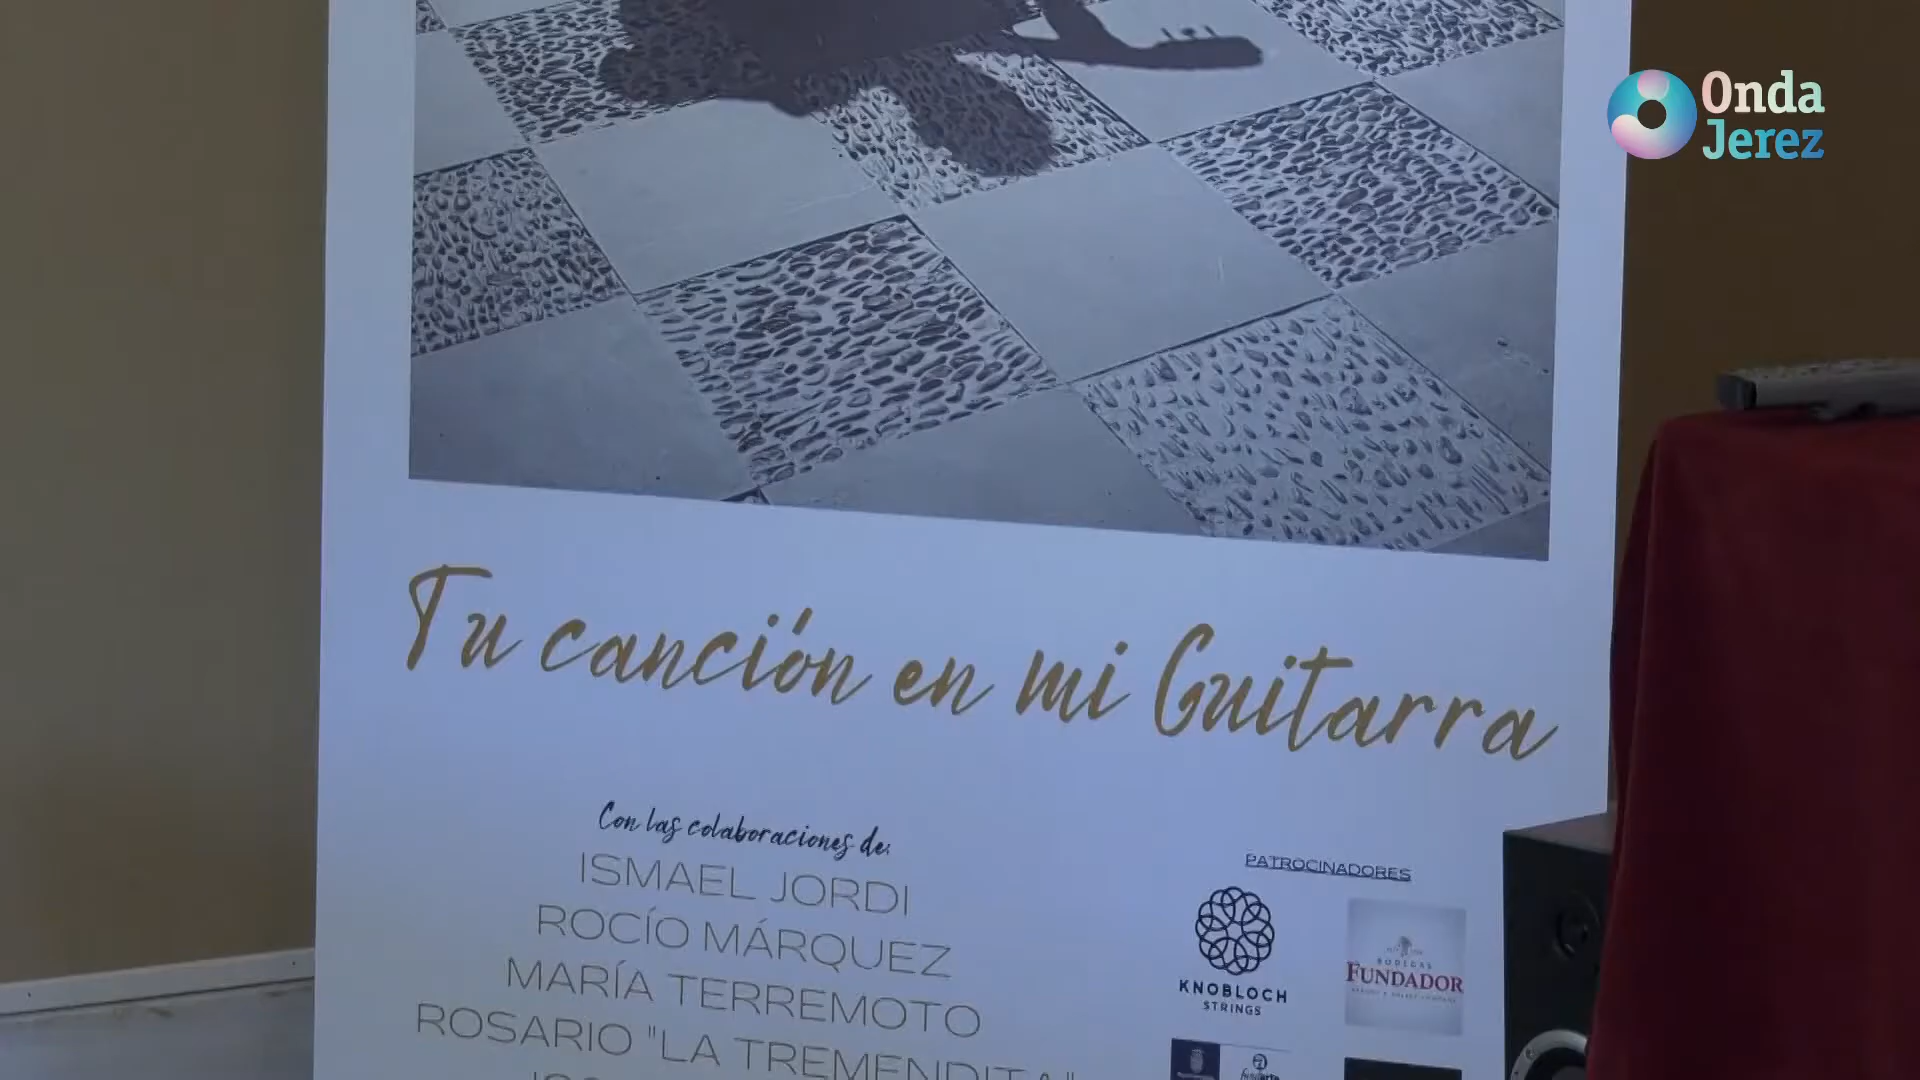 Onda
Jerez
Tu canción en mi Guitarra
Con las colaboraciones de:
ISMAEL JORDI
ROCÍO MÁRQUEZ
MARÍA TERREMOTO
ROSARIO "LA TREMENDITA"
PATROCINADORES
KNOBLOCH
STRINGS
BODEGAS
FUNDADOR